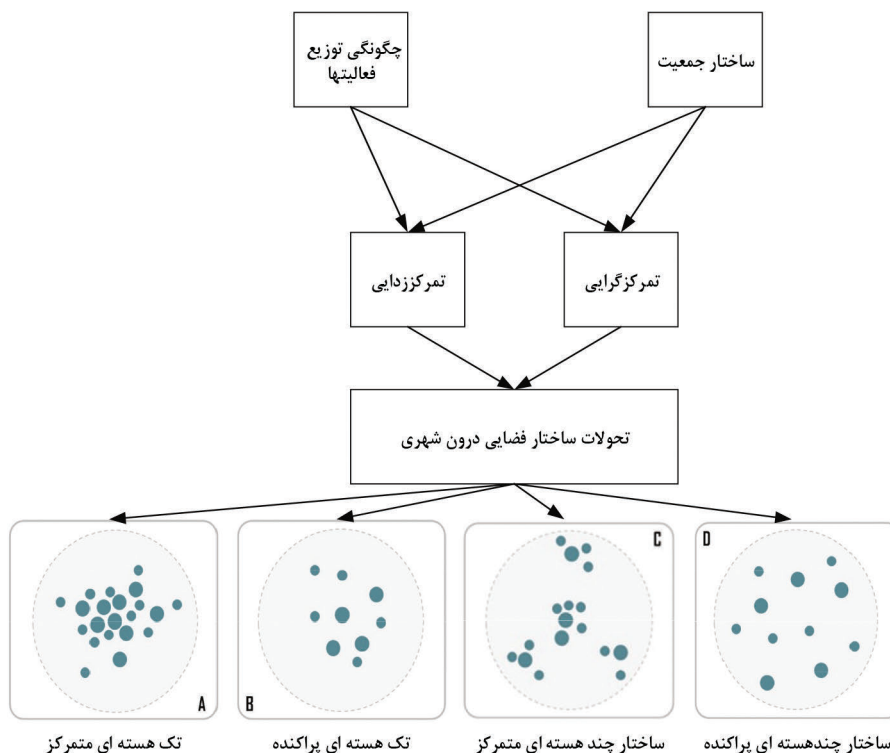 ساختار جمعیت
چگونگی توزیع
فعالیتها
تمرکزگرایی
تمرکززدایی
تحولات ساختار فضایی درون شهری
A
B
C
D
تک هسته ای متمرکز
تک هسته ای پراکنده
ساختار چند هسته ای متمرکز
ساختار چندهسته ای پراکنده